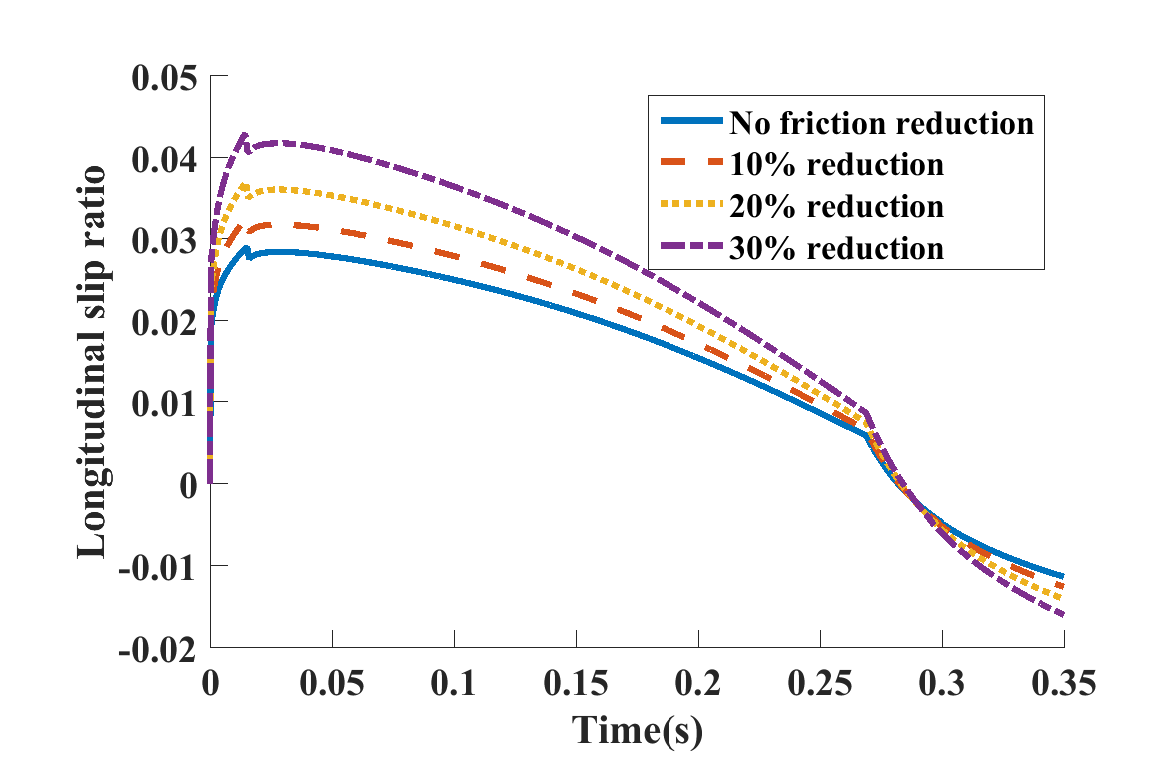 0.05
0.04
0.03
0.02
0.01
0
-0.01
-0.02
Longitudinal slip ratio
No friction reduction
10% reduction
20% reduction
30% reduction
0 0.05 0.1 0.15 0.2 0.25 0.3 0.35
Time(s)